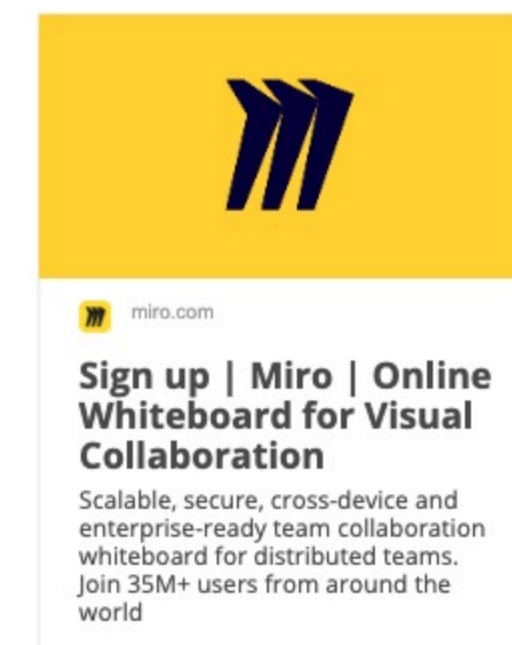 miro.com
Sign up | Miro | Online
Whiteboard for Visual
Collaboration
Scalable, secure, cross-device and
enterprise-ready team collaboration
whiteboard for distributed teams.
Join 35M+ users from around the
world